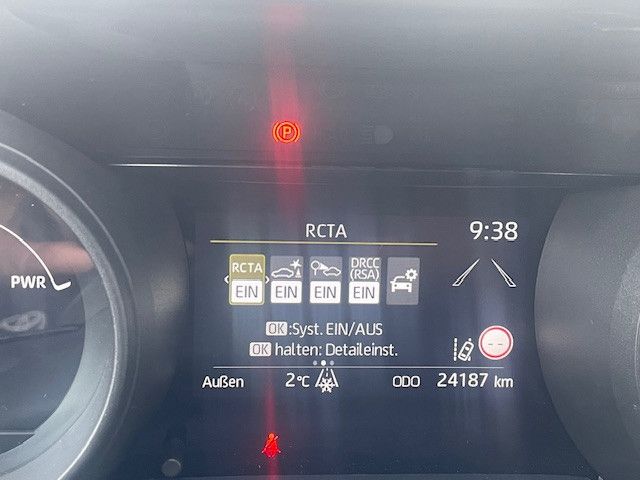 P
RCTA
9:38
PWR
RCTA
EIN
EIN
EIN
DRCC
(RSA)
EIN
OK:Syst. EIN/AUS
OK halten: Detaileinst.
--
Außen 2°C ODO 24187 km